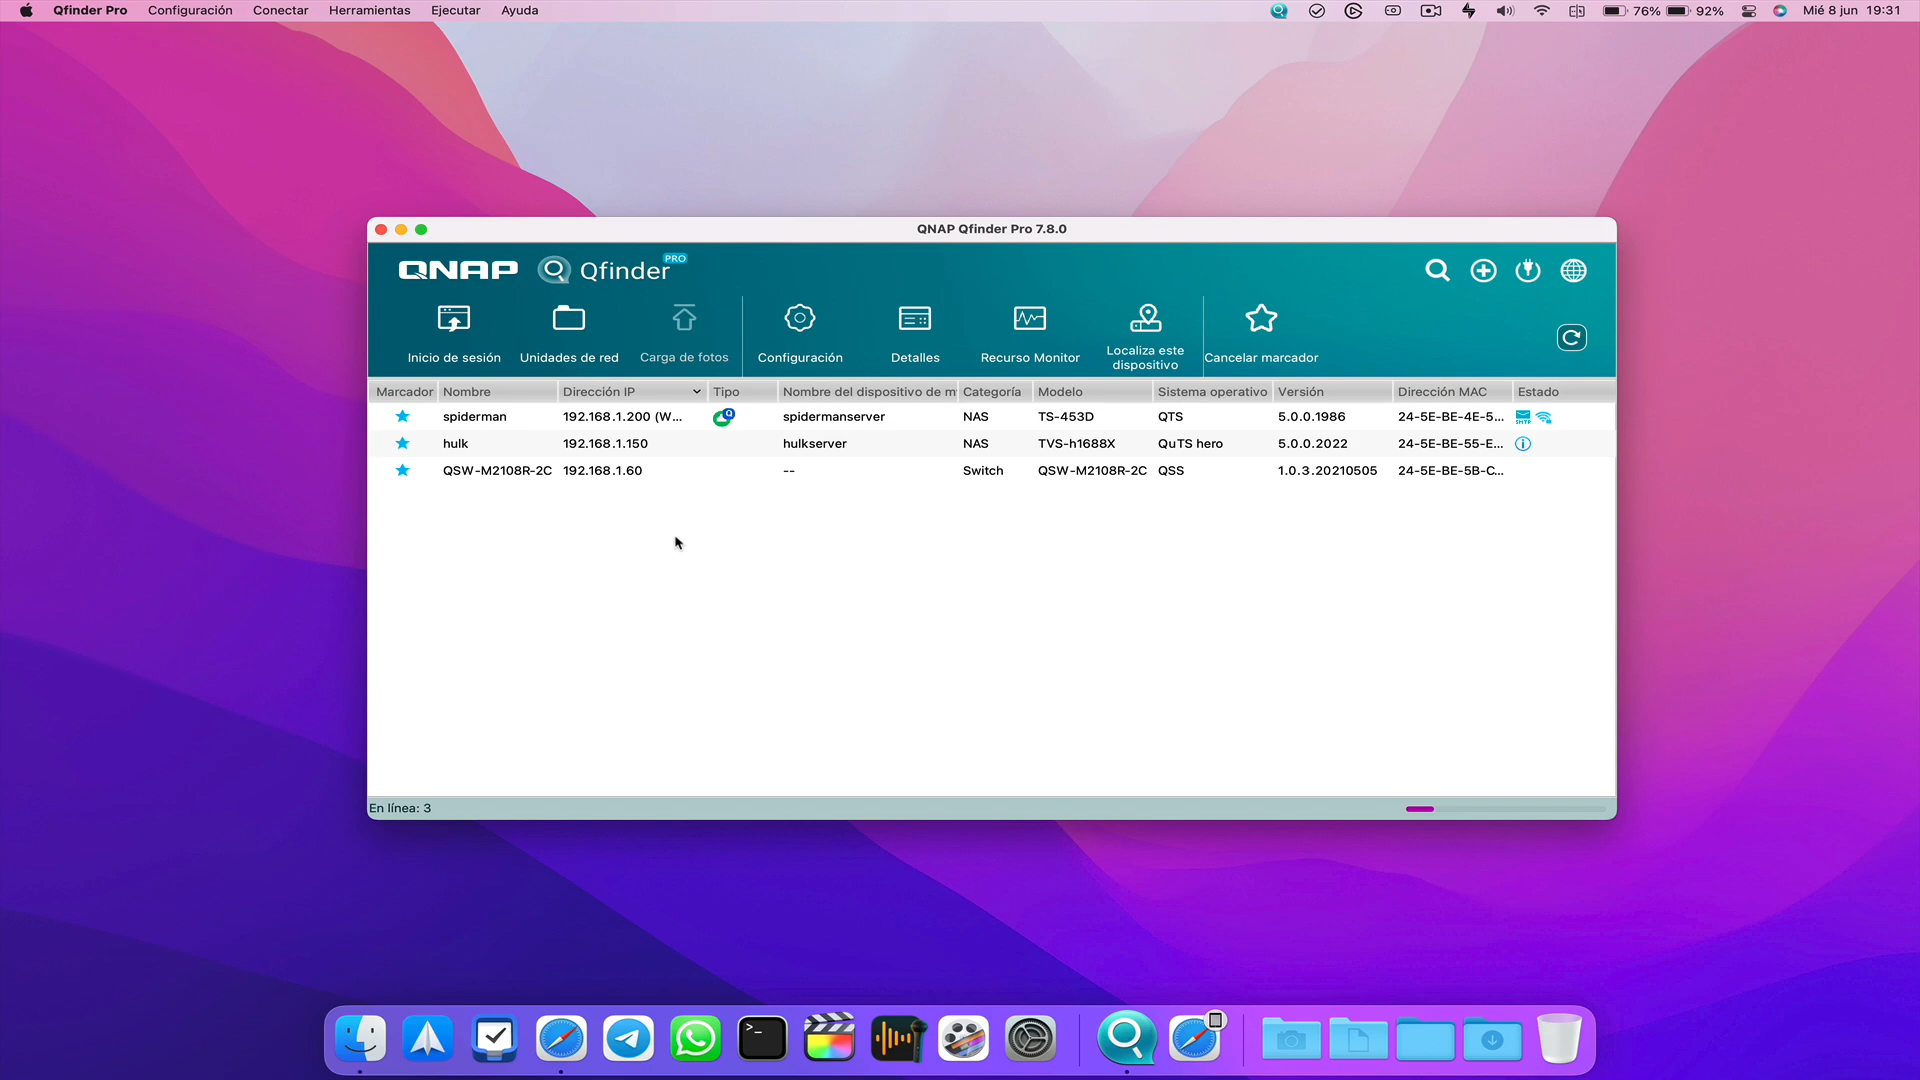 Qfinder Pro Configuración Conectar Herramientas Ejecutar Ayuda 76% 92% Mié 8 jun 19:31
QNAP Qfinder Pro 7.8.0
QNAP Qfinder PRO
Inicio de sesión Unidades de red Carga de fotos Configuración Detalles Recurso Monitor Localiza este dispositivo Cancelar marcador
Marcador Nombre Dirección IP Tipo Nombre del dispositivo de m Categoría Modelo Sistema operativo Versión Dirección MAC Estado
spiderman 192.168.1.200 (W... spidermanserver NAS TS-453D QTS 5.0.0.1986 24-5E-BE-4E-5... SMTP
hulk 192.168.1.150 hulkserver NAS TVS-h1688X QuTS hero 5.0.0.2022 24-5E-BE-55-E...
QSW-M2108R-2C 192.168.1.60 -- Switch QSW-M2108R-2C QSS 1.0.3.20210505 24-5E-BE-5B-C...
En línea: 3